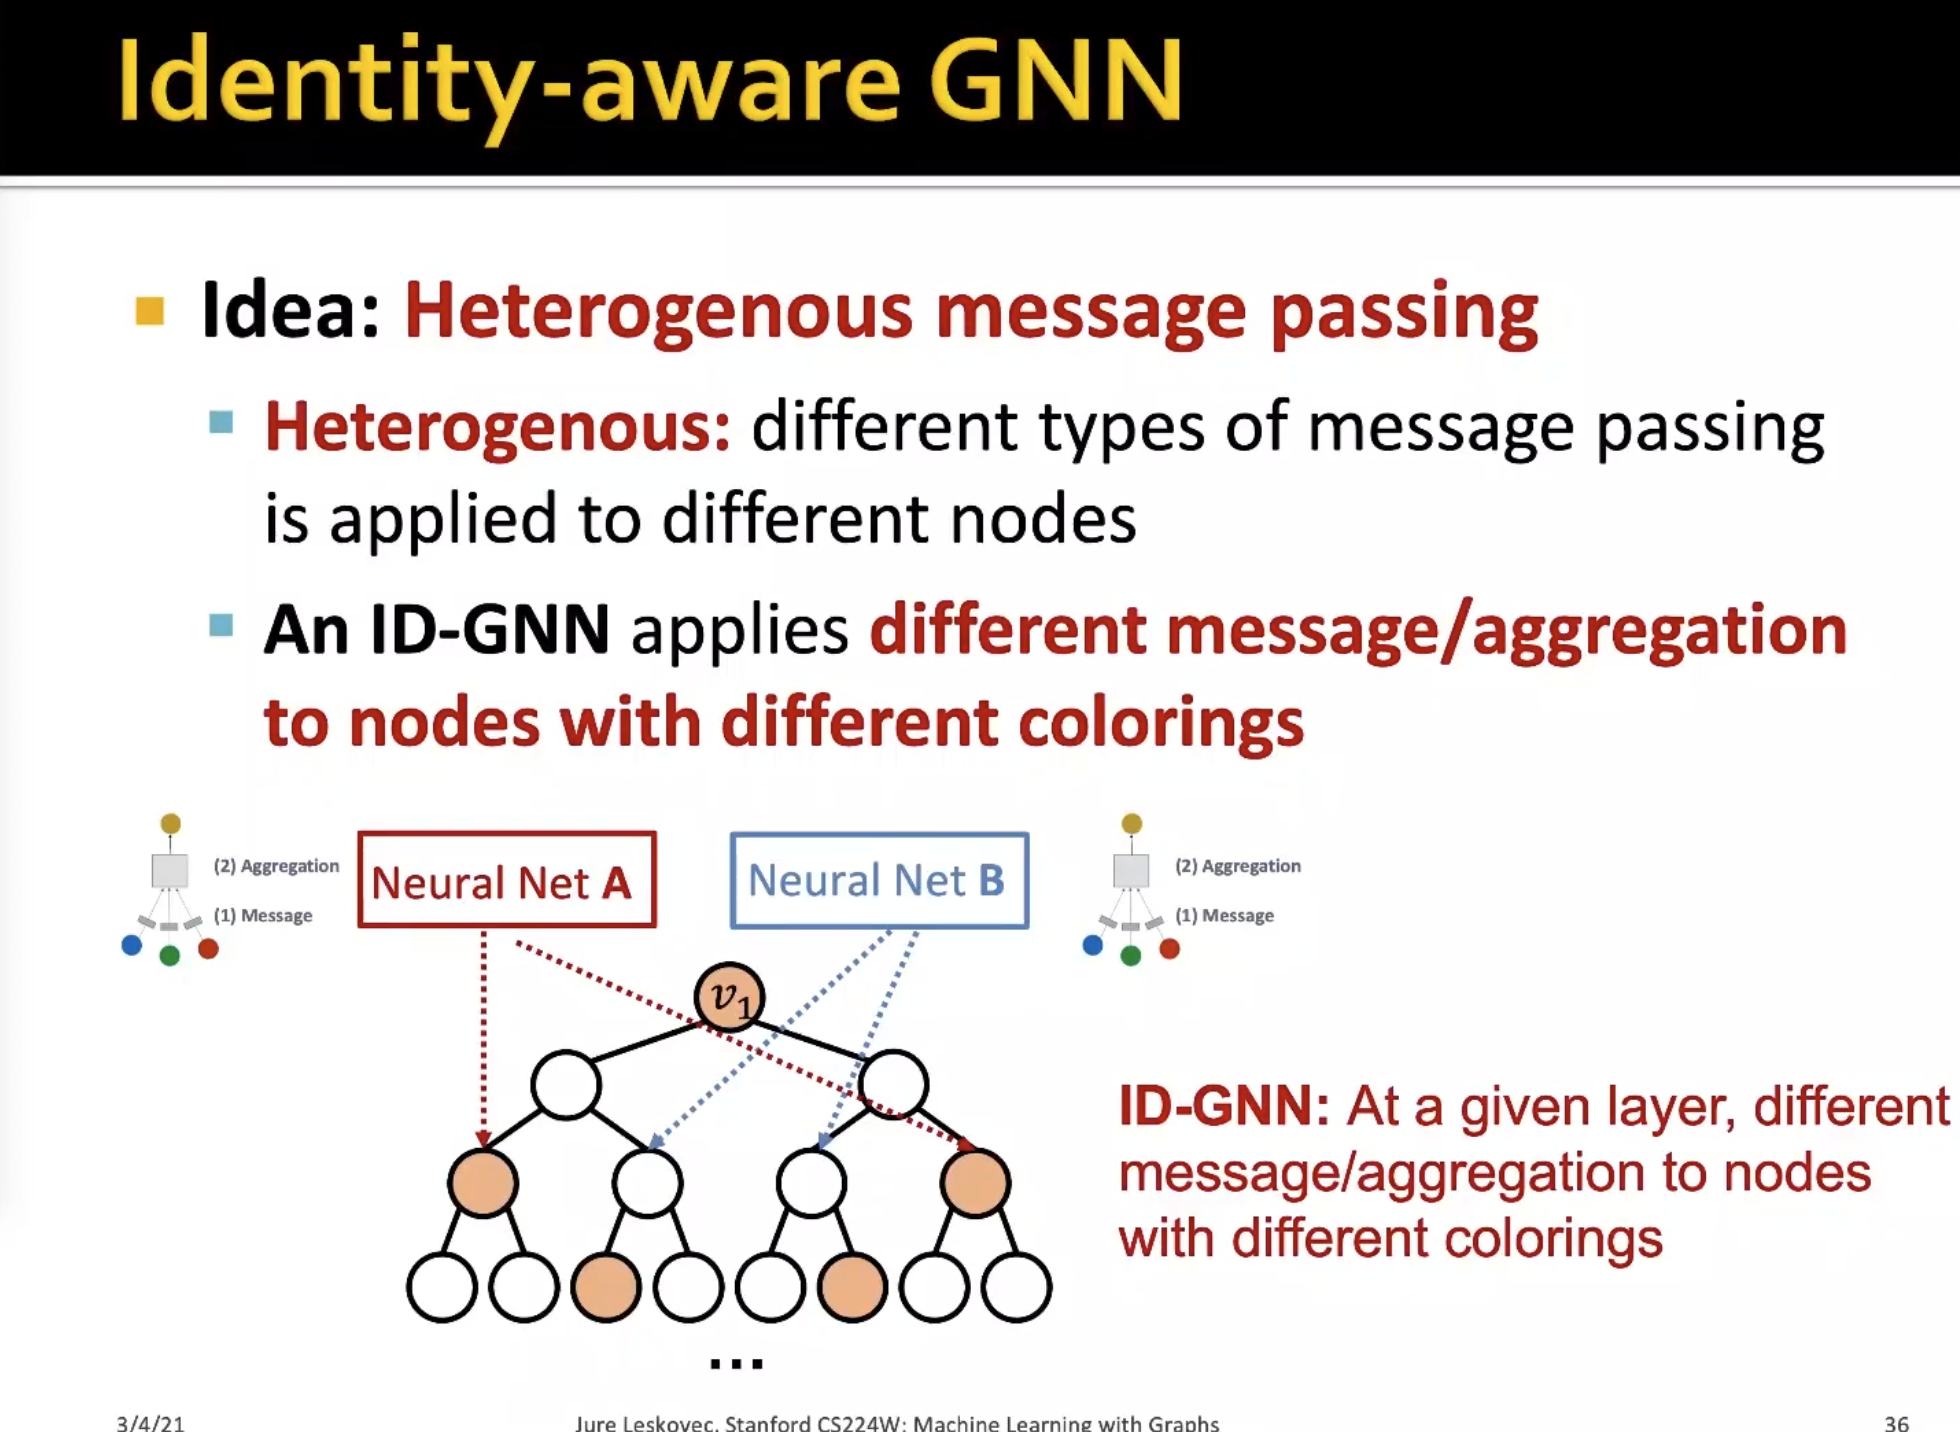 Identity-aware GNN
Idea: Heterogenous message passing
Heterogenous: different types of message passing
is applied to different nodes
An ID-GNN applies different message/aggregation
to nodes with different colorings
(2) Aggregation
(1) Message
Neural Net A
Neural Net B
(2) Aggregation
(1) Message
v₁
ID-GNN: At a given layer, different
message/aggregation to nodes
with different colorings
...
3/4/21
Jure Leskovec, Stanford CS224W: Machine Learning with Graphs
36